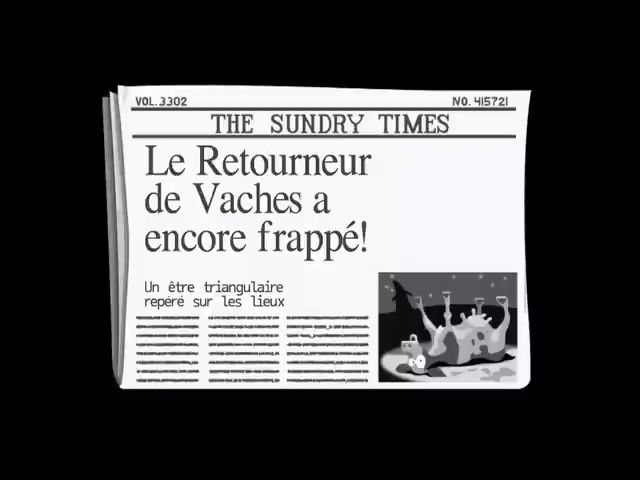 VOL. 3302 NO. 415721
THE SUNDRY TIMES
Le Retourneur
de Vaches a
encore frappé!
Un être triangulaire
repéré sur les lieux